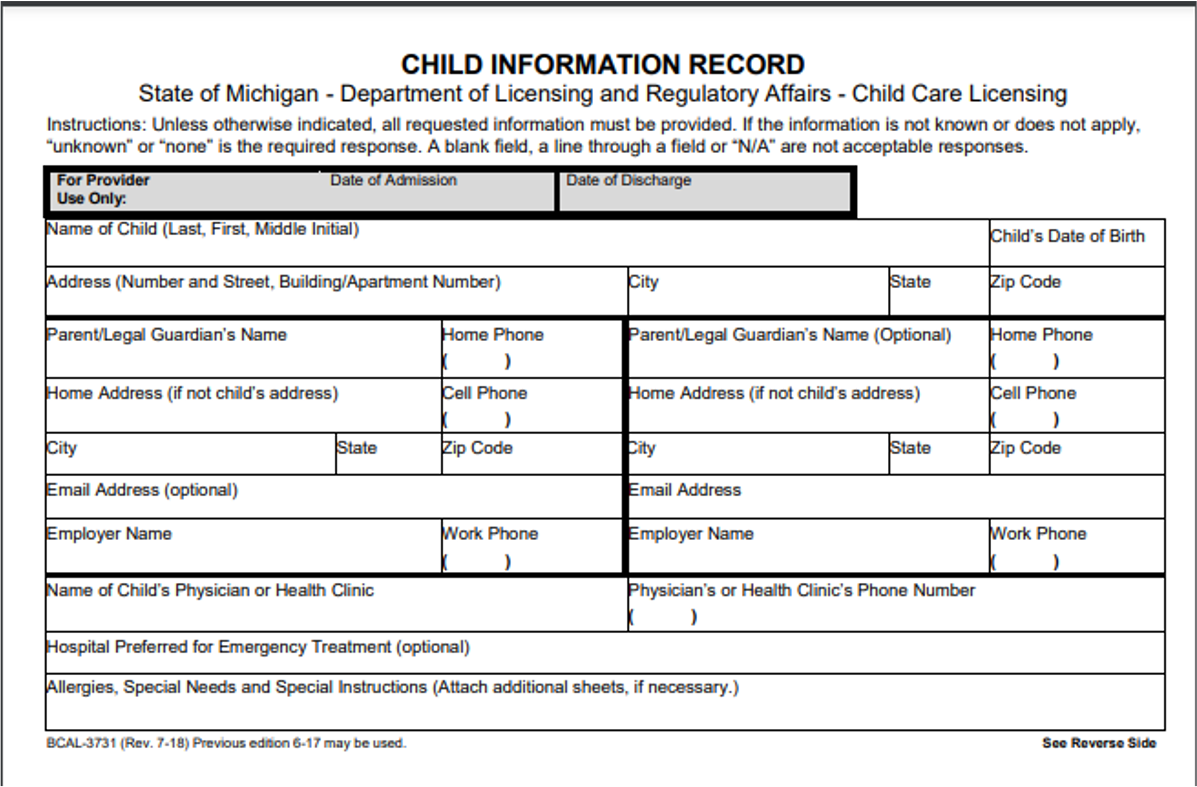 CHILD INFORMATION RECORD
State of Michigan - Department of Licensing and Regulatory Affairs - Child Care Licensing
Instructions: Unless otherwise indicated, all requested information must be provided. If the information is not known or does not apply,
“unknown” or “none” is the required response. A blank field, a line through a field or “N/A” are not acceptable responses.
For Provider Date of Admission Date of Discharge
Use Only:
Name of Child (Last, First, Middle Initial) Child’s Date of Birth
Address (Number and Street, Building/Apartment Number) City State Zip Code
Parent/Legal Guardian’s Name Home Phone Parent/Legal Guardian’s Name (Optional) Home Phone
( ) ( )
Home Address (if not child’s address) Cell Phone Home Address (if not child’s address) Cell Phone
( ) ( )
City State Zip Code City State Zip Code
Email Address (optional) Email Address
Employer Name Work Phone Employer Name Work Phone
( ) ( )
Name of Child’s Physician or Health Clinic Physician’s or Health Clinic’s Phone Number
( )
Hospital Preferred for Emergency Treatment (optional)
Allergies, Special Needs and Special Instructions (Attach additional sheets, if necessary.)
BCAL-3731 (Rev. 7-18) Previous edition 6-17 may be used. See Reverse Side